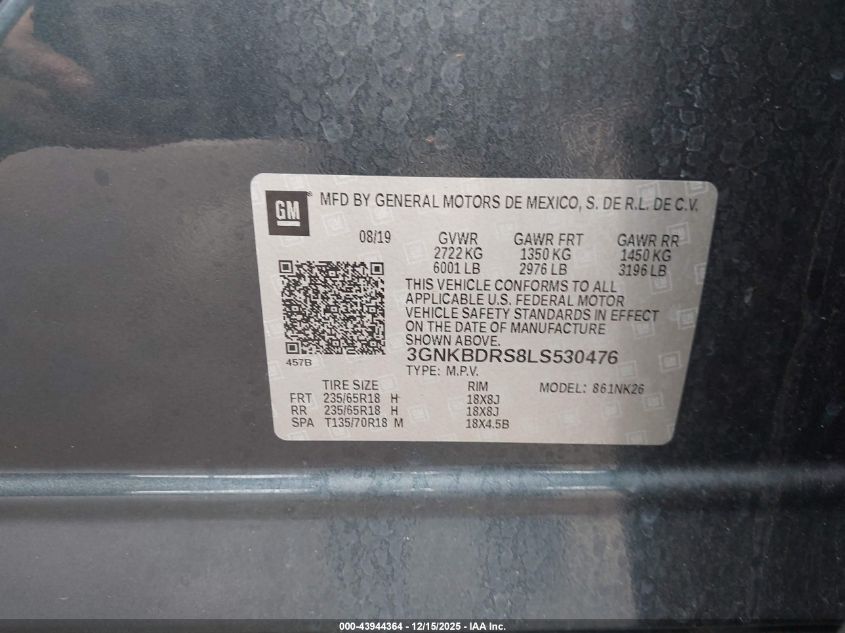 GM ® MFD BY GENERAL MOTORS DE MEXICO, S. DE R.L. DE C.V.
08/19 GVWR GAWR FRT GAWR RR
2722 KG 1350 KG 1450 KG
6001 LB 2976 LB 3196 LB
THIS VEHICLE CONFORMS TO ALL
APPLICABLE U.S. FEDERAL MOTOR
VEHICLE SAFETY STANDARDS IN EFFECT
ON THE DATE OF MANUFACTURE
SHOWN ABOVE.
457B
3GNKBDRS8LS530476
TYPE: M.P.V.
TIRE SIZE RIM MODEL: 861NK26
FRT 235/65R18 H 18X8J
RR 235/65R18 H 18X8J
SPA T135/70R18 M 18X4.5B
000-43944364 - 12/15/2025 - IAA Inc.